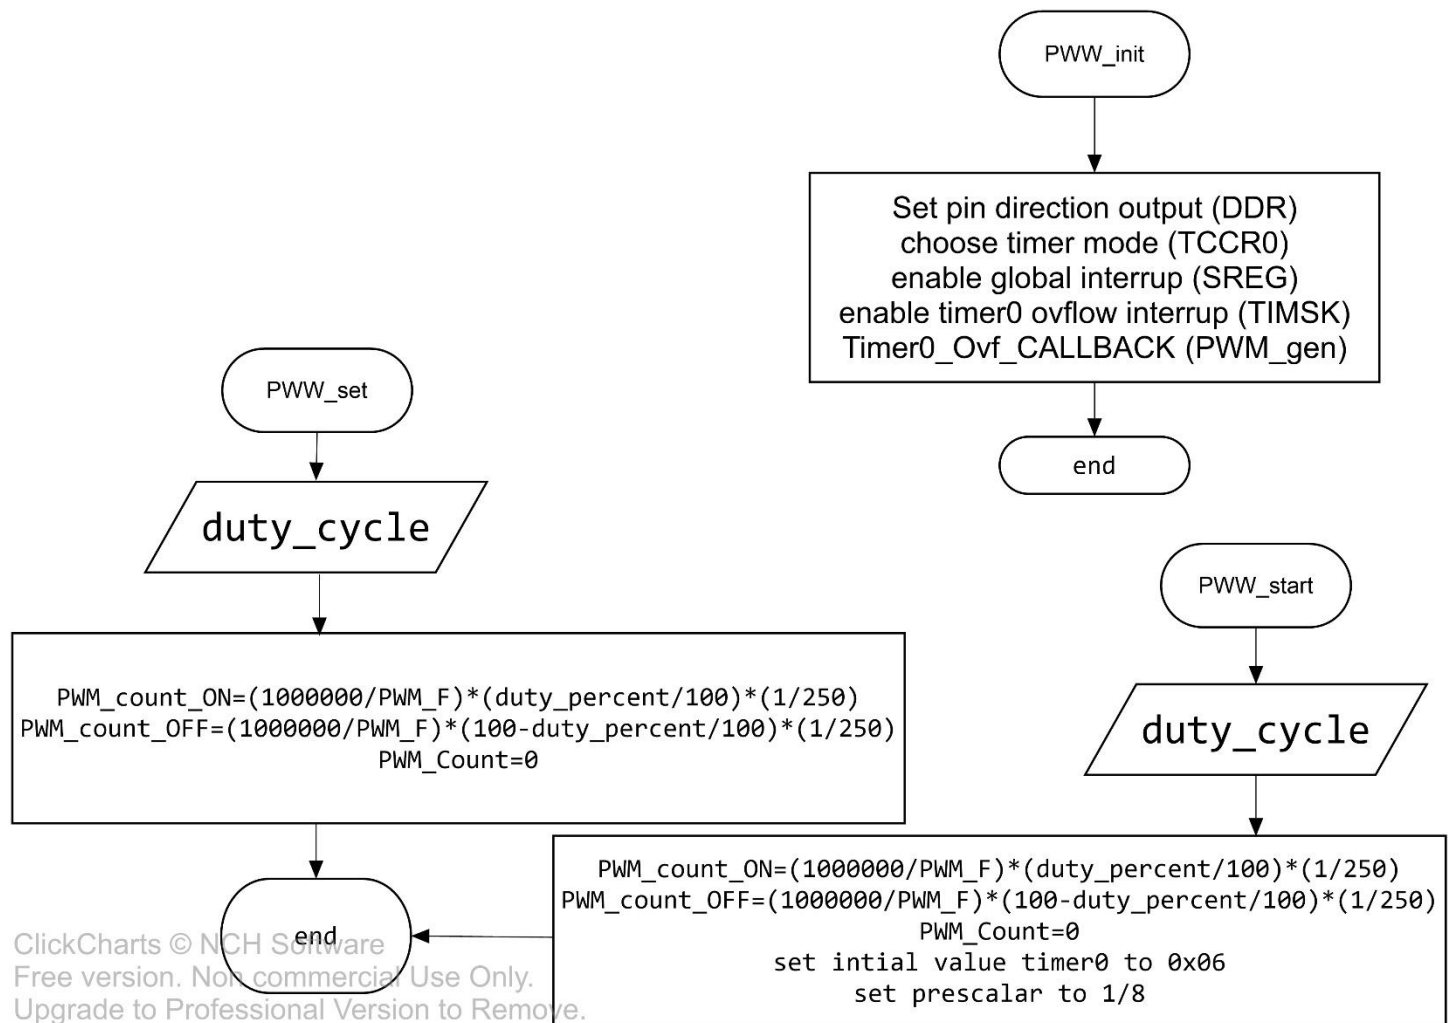 PWW_init
Set pin direction output (DDR)
choose timer mode (TCCR0)
enable global interrup (SREG)
enable timer0 ovflow interrup (TIMSK)
Timer0_Ovf_CALLBACK (PWM_gen)
end
PWW_set
duty_cycle
PWM_count_ON=(1000000/PWM_F)*(duty_percent/100)*(1/250)
PWM_count_OFF=(1000000/PWM_F)*(100-duty_percent/100)*(1/250)
PWM_Count=0
end
PWW_start
duty_cycle
PWM_count_ON=(1000000/PWM_F)*(duty_percent/100)*(1/250)
PWM_count_OFF=(1000000/PWM_F)*(100-duty_percent/100)*(1/250)
PWM_Count=0
set intial value timer0 to 0x06
set prescalar to 1/8
ClickCharts © NCH Software
Free version. Non commercial Use Only.
Upgrade to Professional Version to Remove.